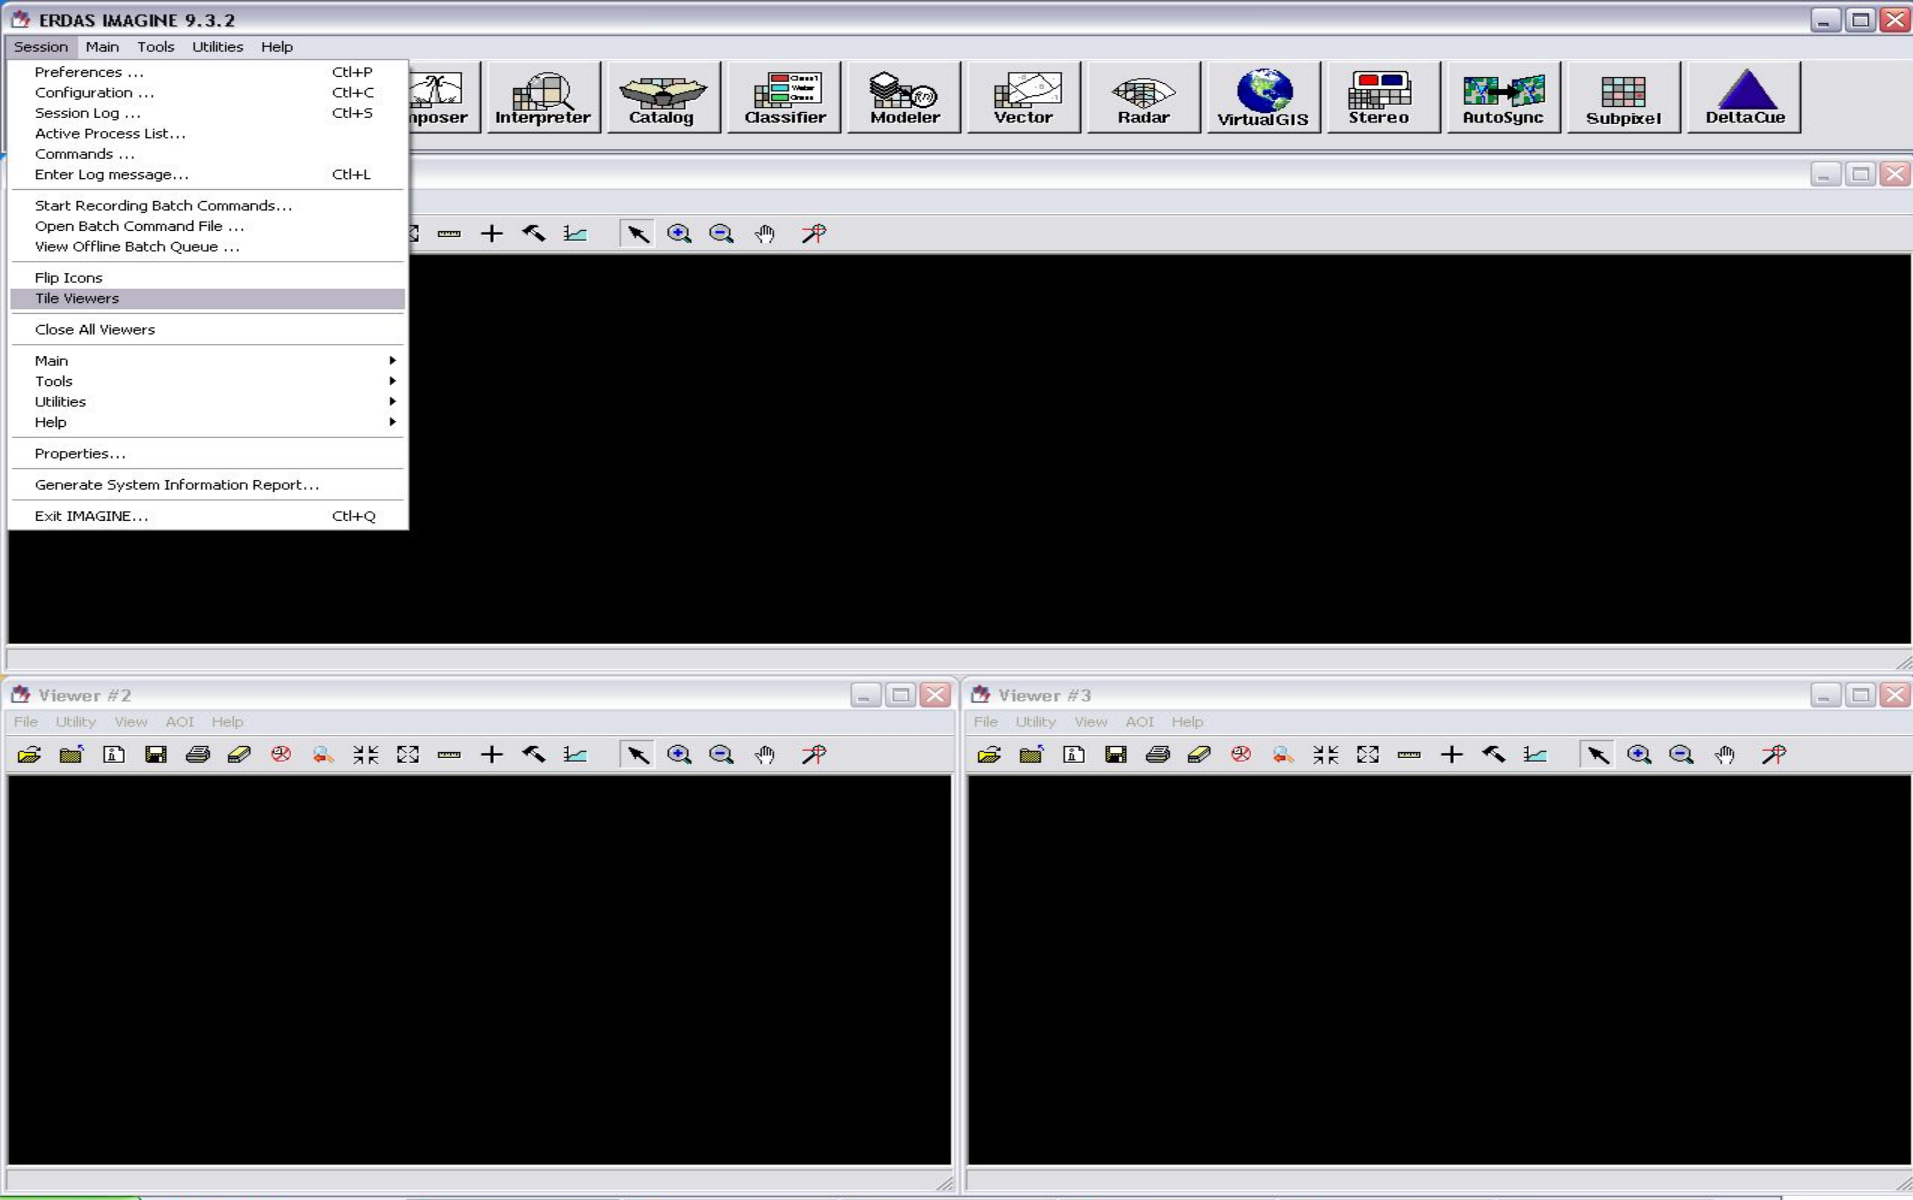 ERDAS IMAGINE 9.3.2
Session Main Tools Utilities Help
Preferences ... Ctl+P
Configuration ... Ctl+C
Session Log ... Ctl+S
Active Process List...
Commands ...
Enter Log message... Ctl+L
Start Recording Batch Commands...
Open Batch Command File ...
View Offline Batch Queue ...
Flip Icons
Tile Viewers
Close All Viewers
Main
Tools
Utilities
Help
Properties...
Generate System Information Report...
Exit IMAGINE... Ctl+Q
mposer Interpreter Catalog Classifier Modeler Vector Radar VirtualGIS Stereo AutoSync Subpixel DeltaCue
Viewer #2
File Utility View AOI Help
Viewer #3
File Utility View AOI Help